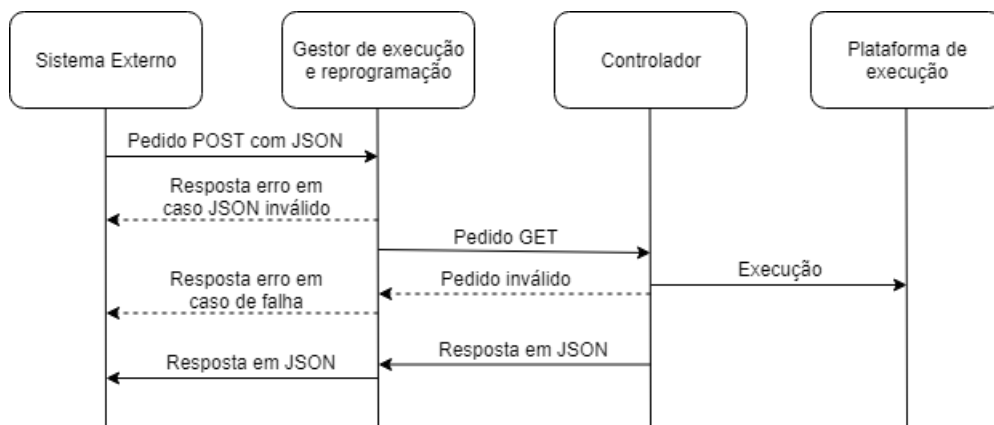 Sistema Externo
Gestor de execução
e reprogramação
Controlador
Plataforma de
execução
Pedido POST com JSON
Resposta erro em
caso JSON inválido
Pedido GET
Execução
Pedido inválido
Resposta erro em
caso de falha
Resposta em JSON
Resposta em JSON